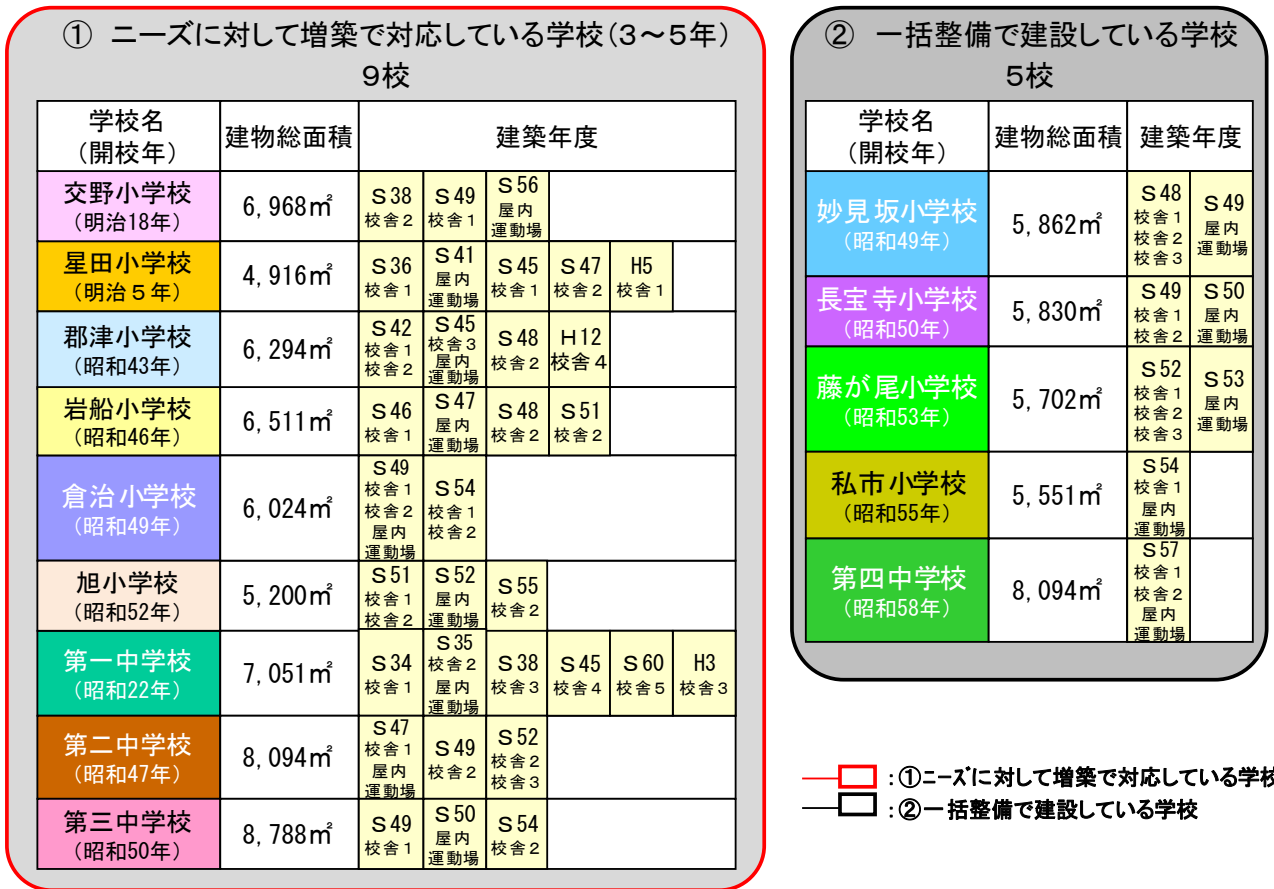 ① ニーズに対して増築で対応している学校(3～5年)
9校
学校名
(開校年)
建物総面積
建築年度
交野小学校
(明治18年)
6,968㎡
S38
校舎2
S49
校舎1
S56
屋内
運動場
星田小学校
(明治5年)
4,916㎡
S36
校舎1
S41
屋内
運動場
S45
校舎1
S47
校舎2
H5
校舎1
郡津小学校
(昭和43年)
6,294㎡
S42
校舎1
校舎2
S45
校舎3
屋内
運動場
S48
校舎2
H12
校舎4
岩船小学校
(昭和46年)
6,511㎡
S46
校舎1
S47
屋内
運動場
S48
校舎2
S51
校舎2
倉治小学校
(昭和49年)
6,024㎡
S49
校舎1
校舎2
屋内
運動場
S54
校舎1
校舎2
旭小学校
(昭和52年)
5,200㎡
S51
校舎1
校舎2
S52
屋内
運動場
S55
校舎2
第一中学校
(昭和22年)
7,051㎡
S34
校舎1
S35
校舎2
屋内
運動場
S38
校舎3
S45
校舎4
S60
校舎5
H3
校舎3
第二中学校
(昭和47年)
8,094㎡
S47
校舎1
屋内
運動場
S49
校舎2
S52
校舎2
校舎3
第三中学校
(昭和50年)
8,788㎡
S49
校舎1
S50
屋内
運動場
S54
校舎2
② 一括整備で建設している学校
5校
学校名
(開校年)
建物総面積
建築年度
妙見坂小学校
(昭和49年)
5,862㎡
S48
校舎1
校舎2
校舎3
S49
屋内
運動場
長宝寺小学校
(昭和50年)
5,830㎡
S49
校舎1
校舎2
S50
屋内
運動場
藤が尾小学校
(昭和53年)
5,702㎡
S52
校舎1
校舎2
校舎3
S53
屋内
運動場
私市小学校
(昭和55年)
5,551㎡
S54
校舎1
屋内
運動場
第四中学校
(昭和58年)
8,094㎡
S57
校舎1
校舎2
屋内
運動場
:①ニーズに対して増築で対応している学校
:②一括整備で建設している学校